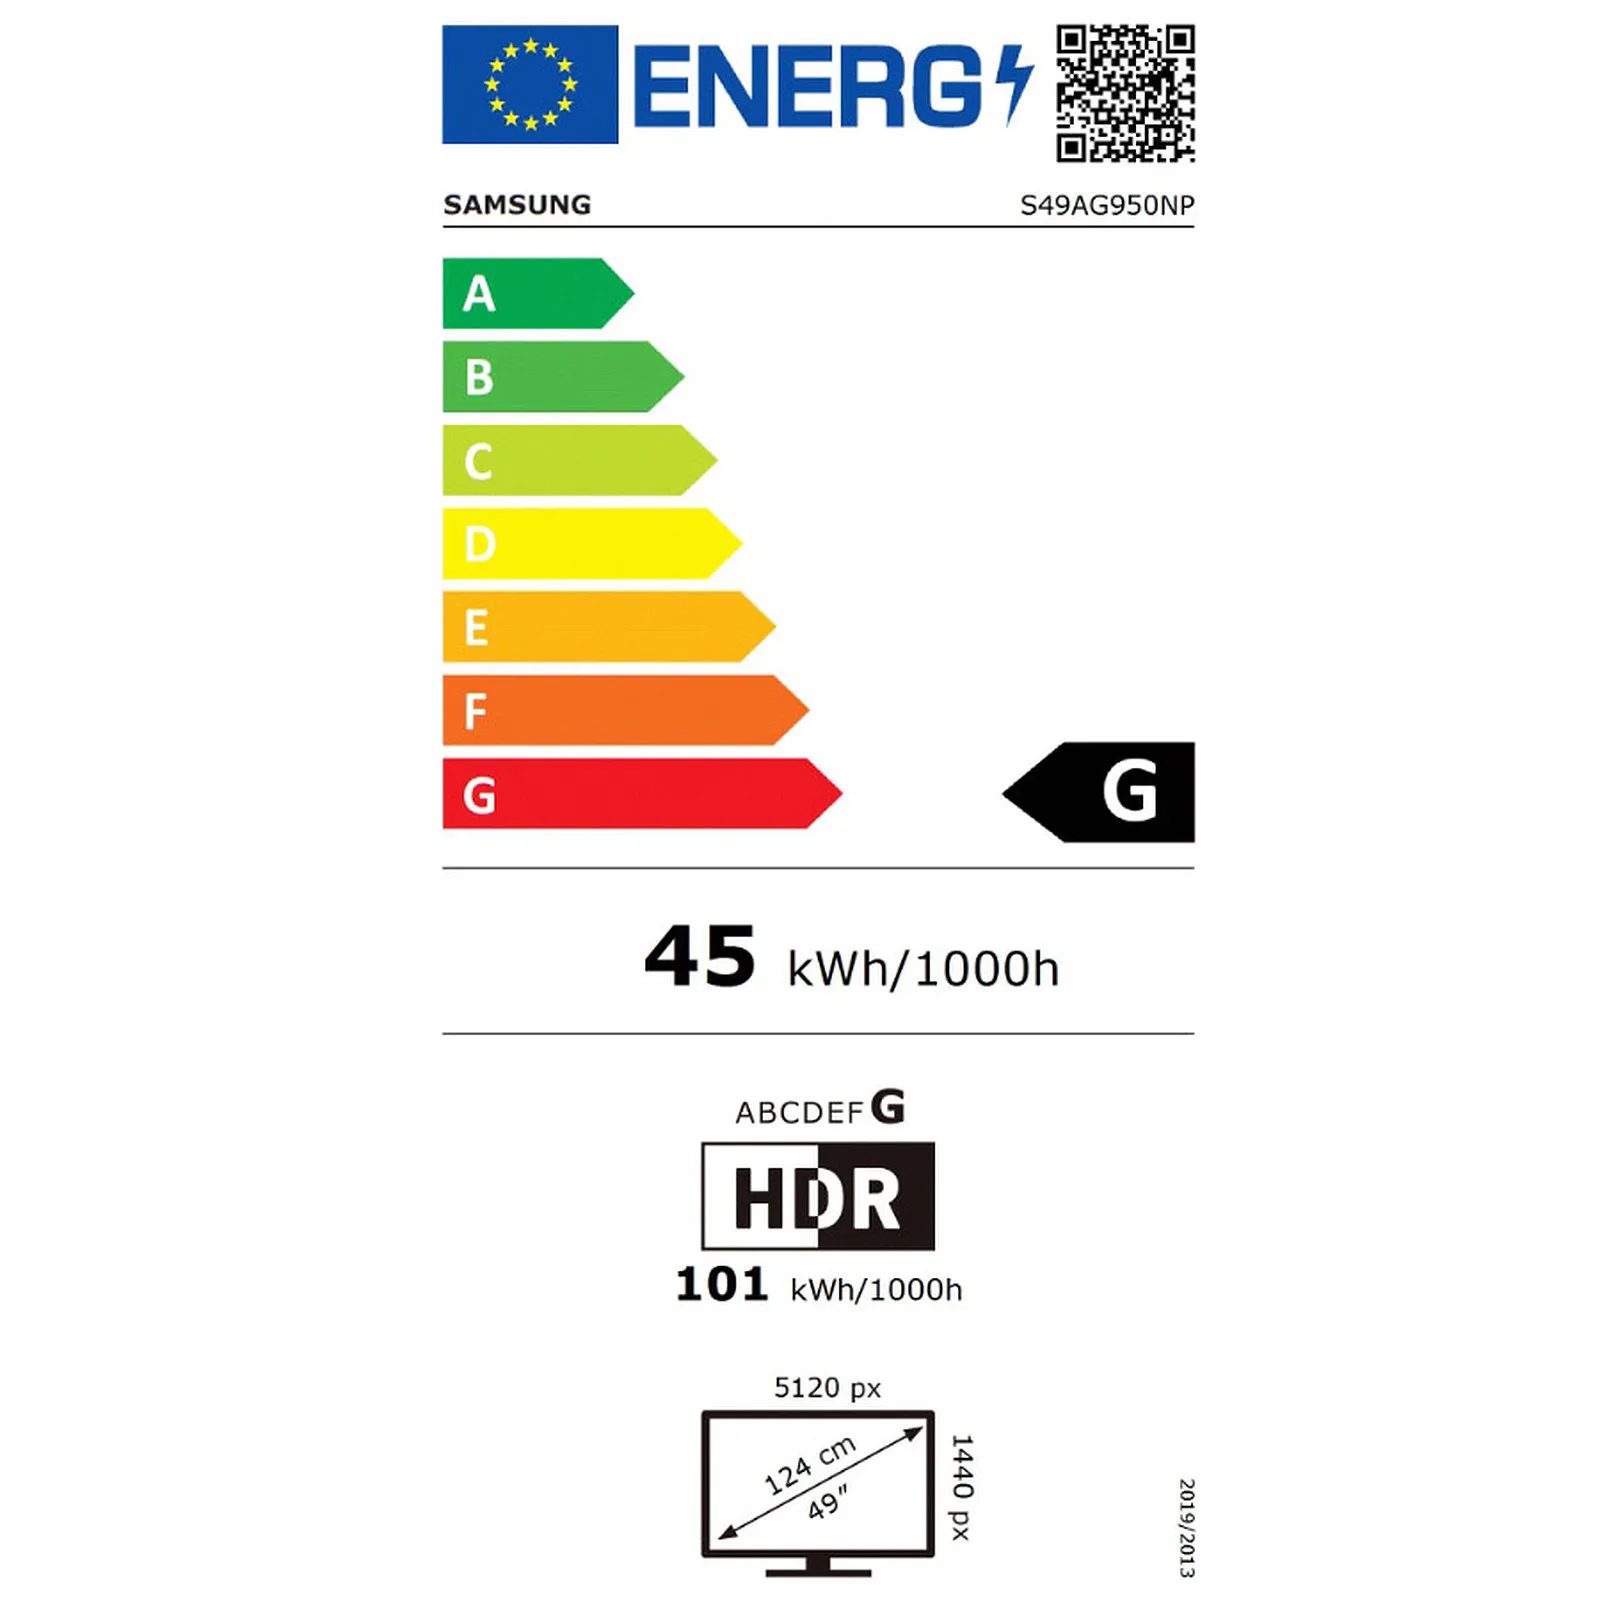 ENERG
SAMSUNG S49AG950NP
A
B
C
D
E
F
G
G
45 kWh/1000h
ABCDEFG
HDR
101 kWh/1000h
5120 px
124 cm
49″
1440 px
2019/2013